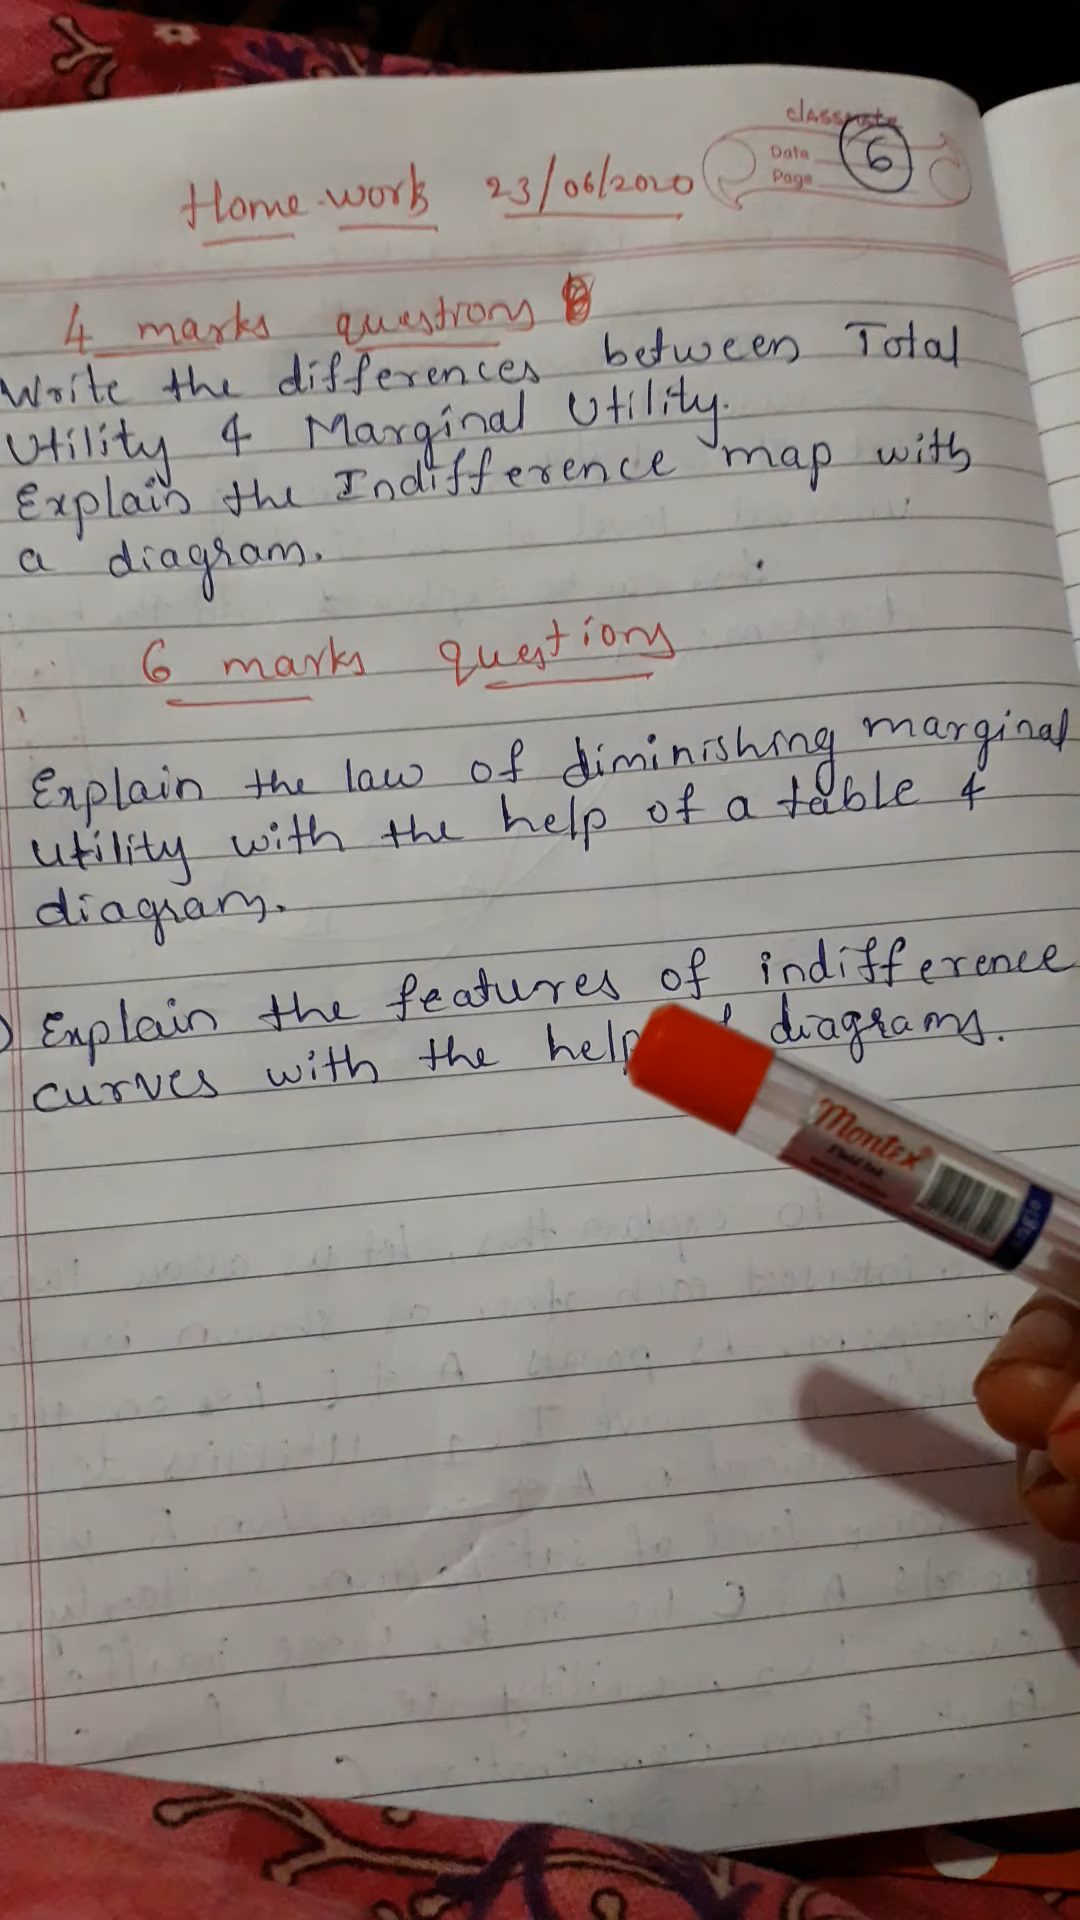 classmate
Date
Page
6
Home-work 23/06/2020
4 marks questions
Write the differences between Total
Utility & Marginal Utility.
Explain the Indifference map with
a diagram.
6 marks questions
Explain the law of diminishing marginal
utility with the help of a table &
diagram.
Explain the features of indifference
curves with the help diagrams.
Montex